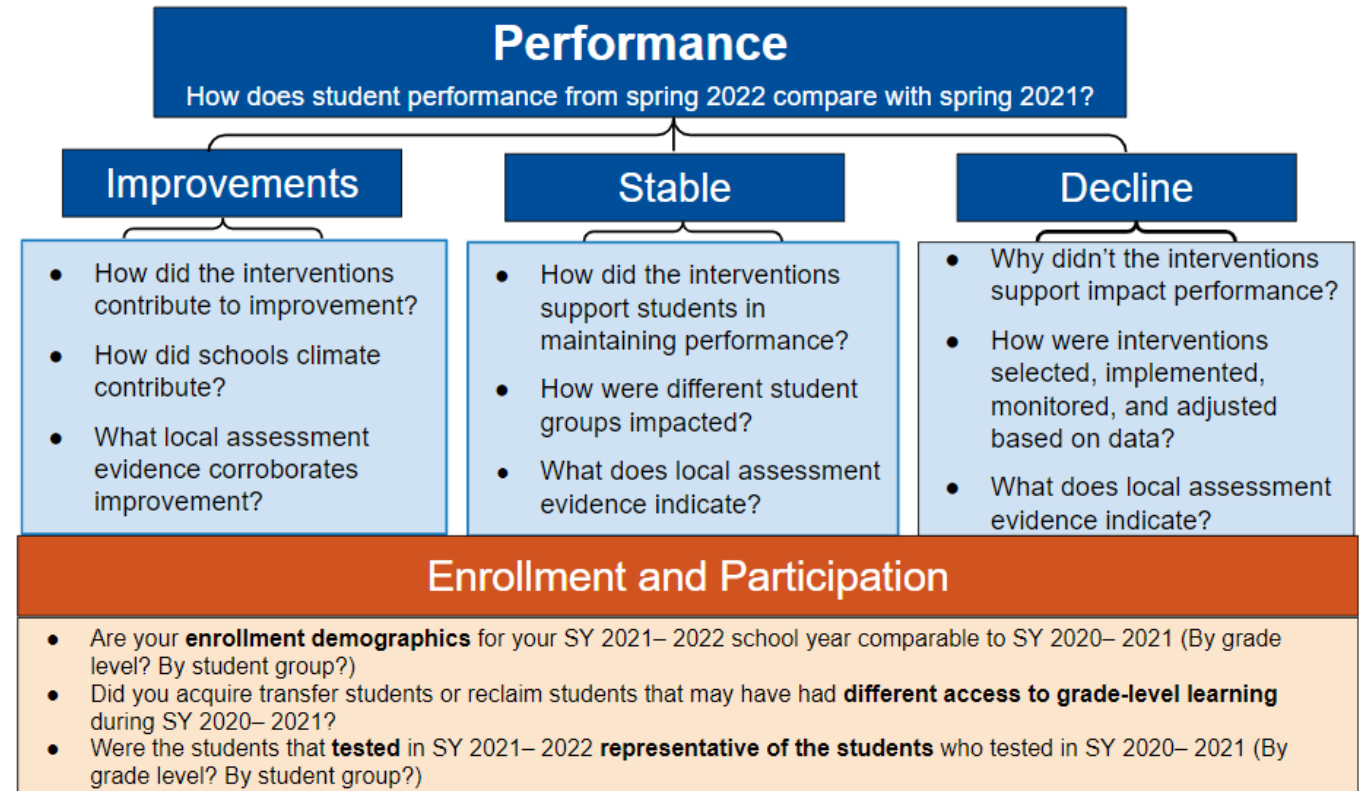 Performance
How does student performance from spring 2022 compare with spring 2021?
Improvements
● How did the interventions
contribute to improvement?
● How did schools climate
contribute?
● What local assessment
evidence corroborates
improvement?
Stable
● How did the interventions
support students in
maintaining performance?
● How were different student
groups impacted?
● What does local assessment
evidence indicate?
Decline
● Why didn’t the interventions
support impact performance?
● How were interventions
selected, implemented,
monitored, and adjusted
based on data?
● What does local assessment
evidence indicate?
Enrollment and Participation
● Are your enrollment demographics for your SY 2021– 2022 school year comparable to SY 2020– 2021 (By grade
level? By student group?)
● Did you acquire transfer students or reclaim students that may have had different access to grade-level learning
during SY 2020– 2021?
● Were the students that tested in SY 2021– 2022 representative of the students who tested in SY 2020– 2021 (By
grade level? By student group?)